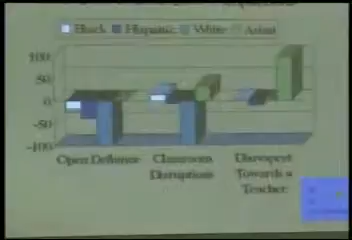 Black Hispanic White Asian
100
50
0
-50
-100
Open Defiance
Classroom
Disruptions
Disrespect
Towards a
Teacher